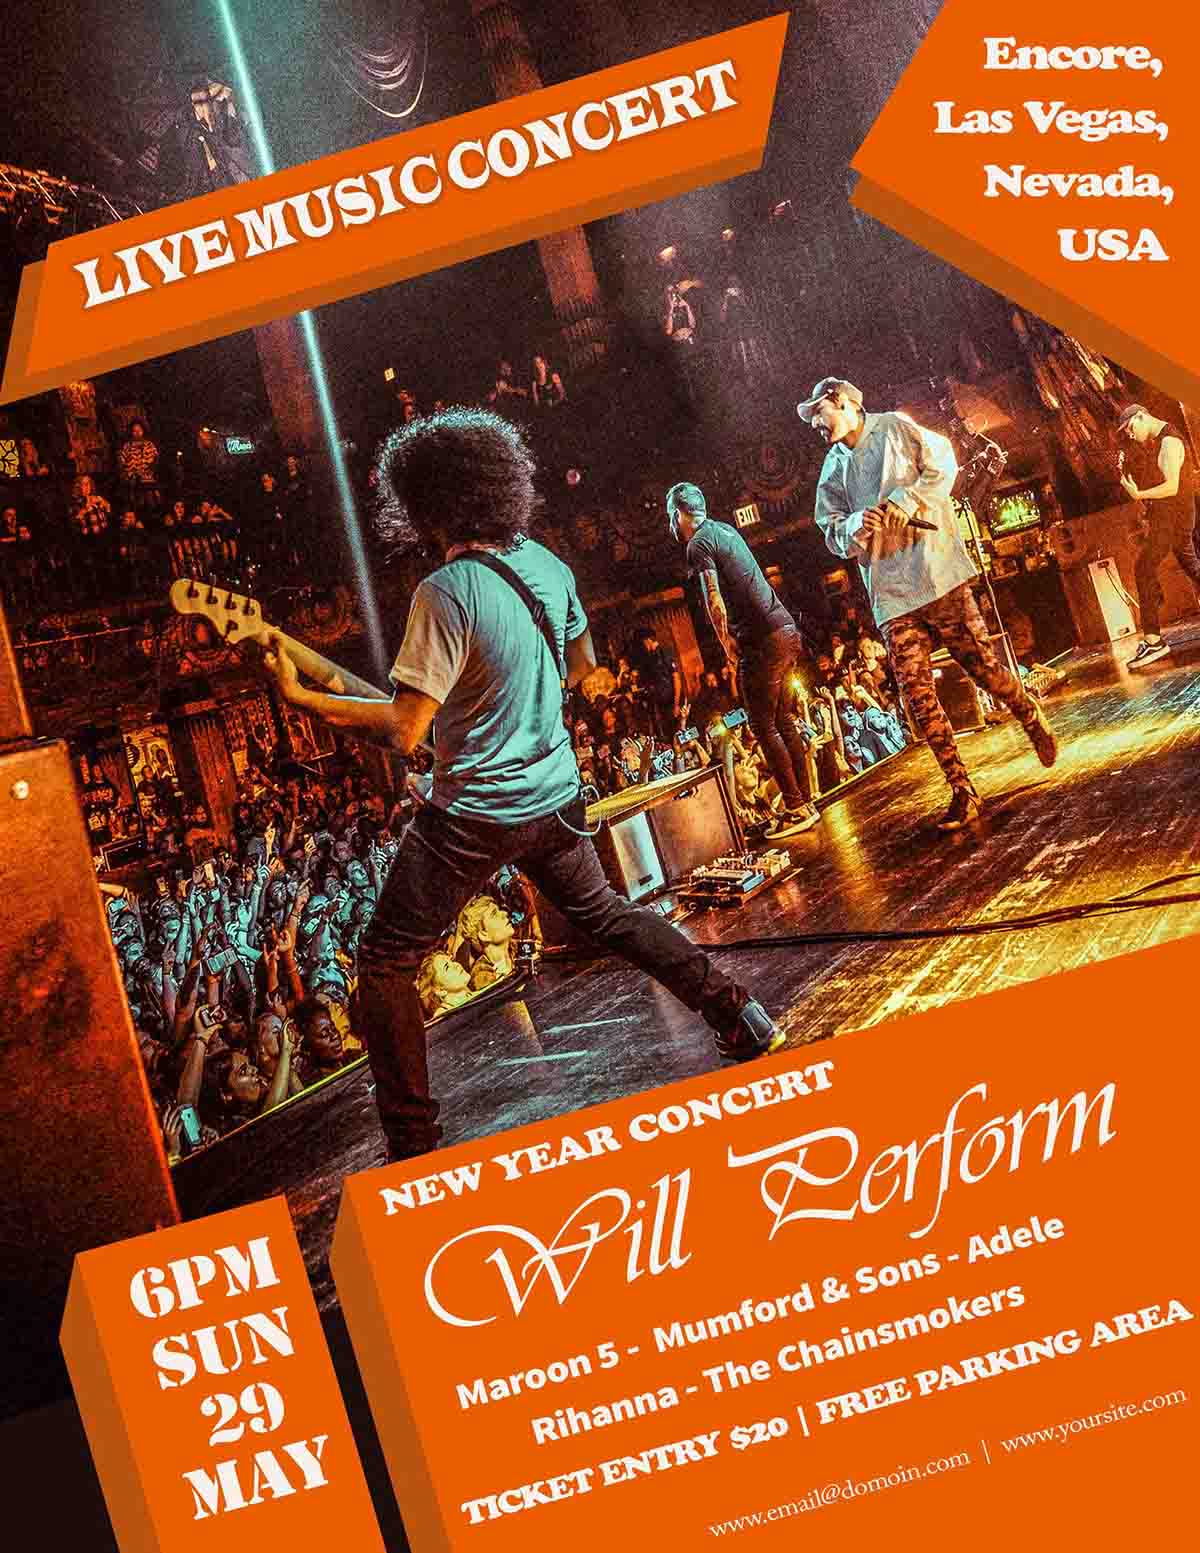 LIVE MUSIC CONCERT
Encore,
Las Vegas,
Nevada,
USA
EXIT
NEW YEAR CONCERT
Will Perform
Maroon 5 - Mumford & Sons - Adele
Rihanna - The Chainsmokers
TICKET ENTRY $20 | FREE PARKING AREA
www.email@domoin.com | www.yoursite.com
6PM
SUN
29
MAY